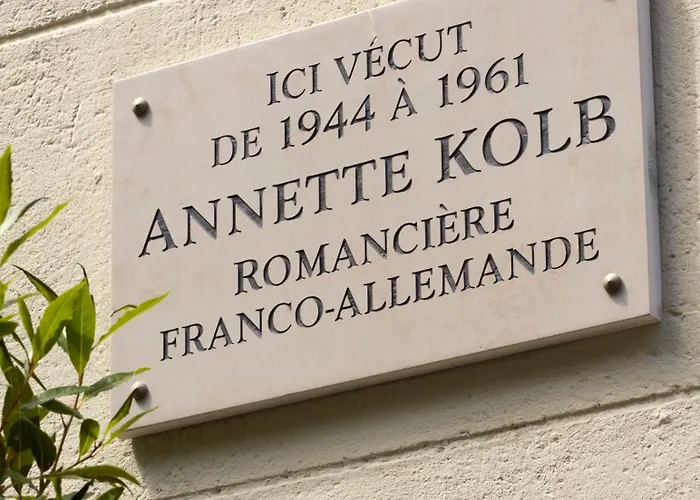 ICI VÉCUT
DE 1944 À 1961
ANNETTE KOLB
ROMANCIÈRE
FRANCO-ALLEMANDE